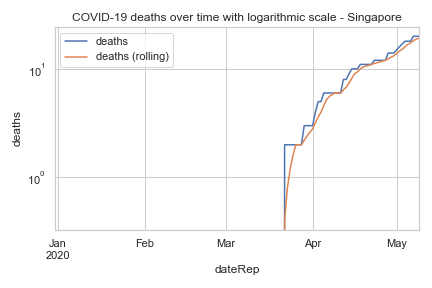 COVID-19 deaths over time with logarithmic scale - Singapore
deaths
deaths (rolling)
10¹
10⁰
deaths
Jan
2020
Feb
Mar
Apr
May
dateRep